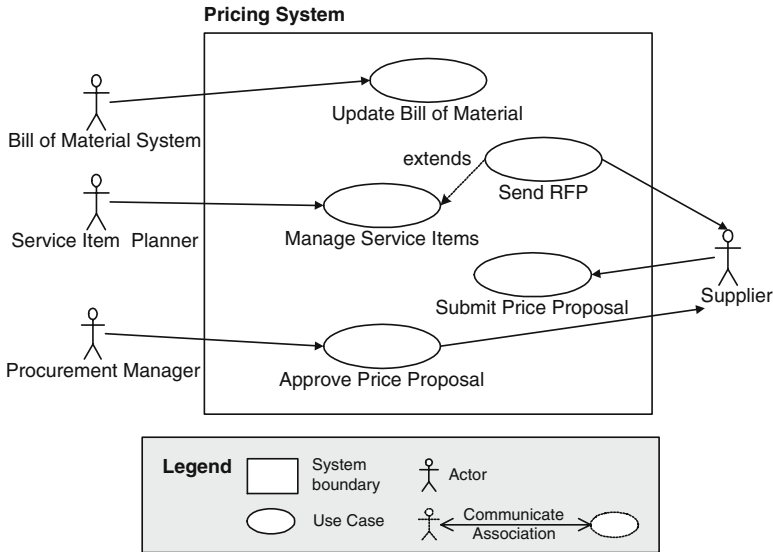 Pricing System
Update Bill of Material
Bill of Material System
extends
Send RFP
Service Item Planner
Manage Service Items
Submit Price Proposal
Supplier
Procurement Manager
Approve Price Proposal
Legend
System
boundary
Actor
Use Case
Communicate
Association